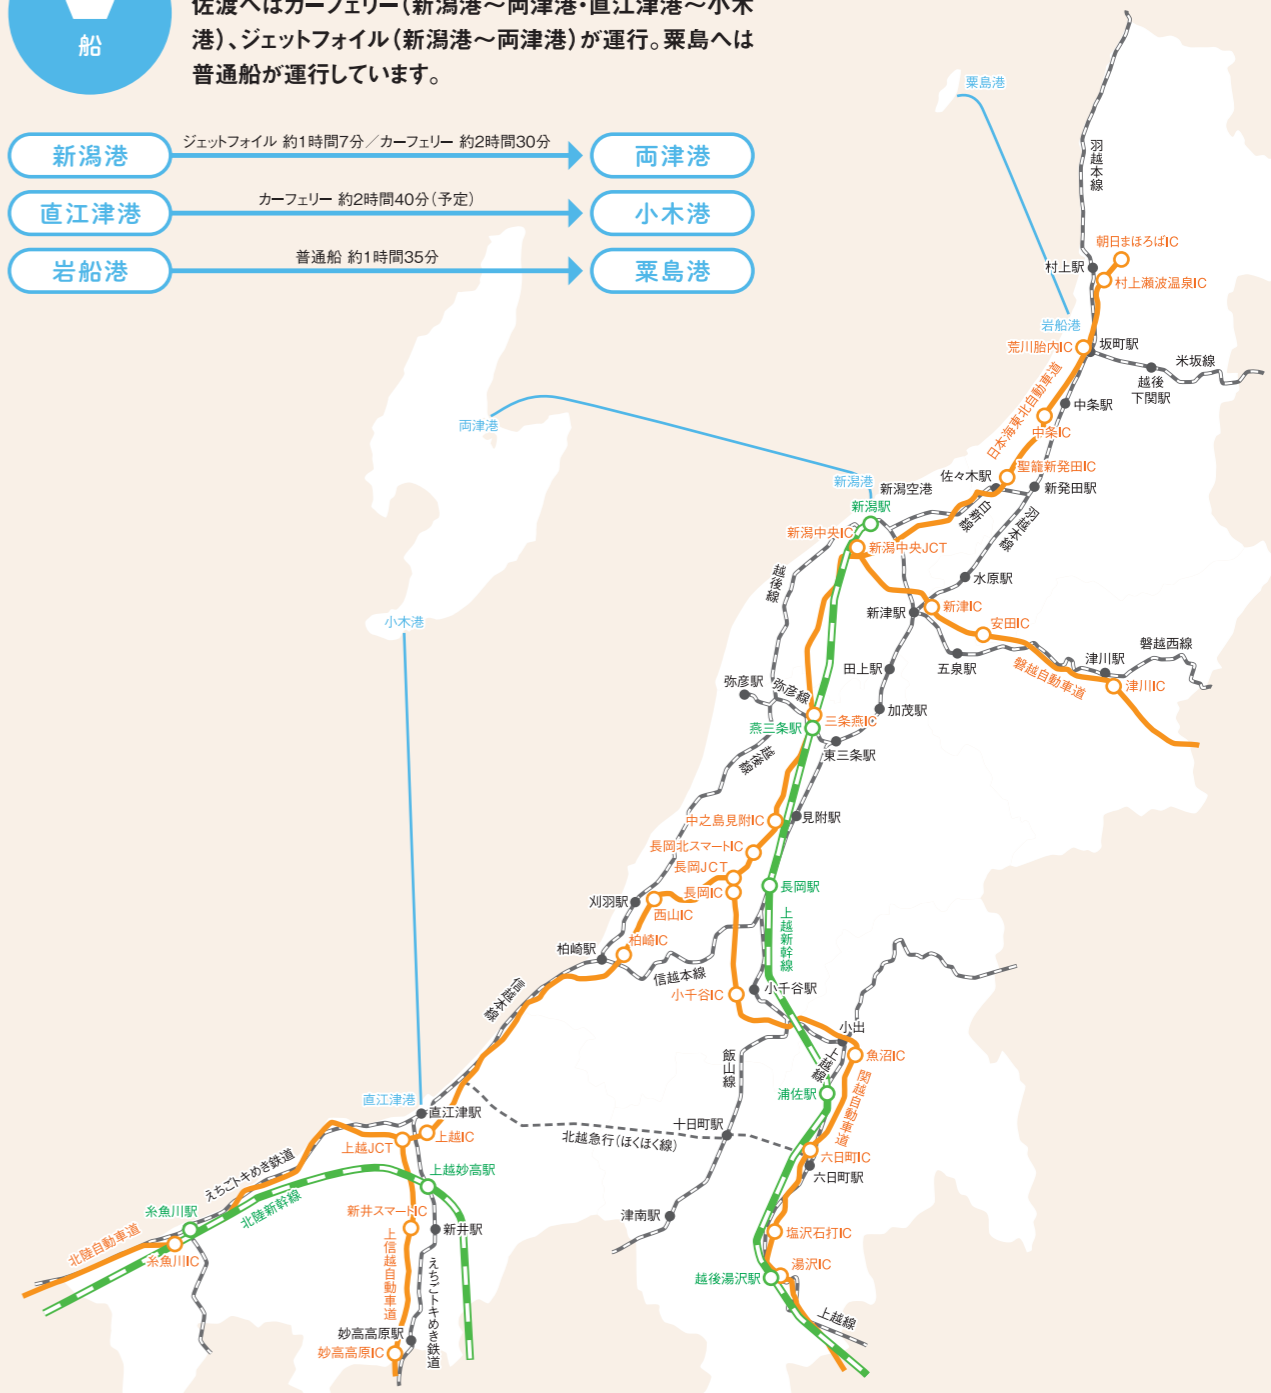 佐渡へはカーフェリー(新潟港～両津港・直江津港～小木
港)、ジェットフォイル(新潟港～両津港)が運行。粟島へは
普通船が運行しています。
船
新潟港
ジェットフォイル 約1時間7分／カーフェリー 約2時間30分
両津港
直江津港
カーフェリー 約2時間40分(予定)
小木港
岩船港
普通船 約1時間35分
粟島港
粟島港
羽越本線
朝日まほろばIC
村上駅
村上瀬波温泉IC
岩船港
荒川胎内IC
坂町駅
米坂線
越後
下関駅
日本海東北自動車道
中条駅
中条IC
両津港
聖籠新発田IC
佐々木駅
新潟港
新潟空港
新発田駅
新潟駅
白新線
羽越本線
新潟中央IC
新潟中央JCT
越後線
水原駅
新津駅
新津IC
小木港
安田IC
磐越西線
田上駅
五泉駅
津川駅
磐越自動車道
津川IC
弥彦駅
弥彦線
加茂駅
三条燕IC
燕三条駅
東三条駅
越後線
中之島見附IC
見附駅
長岡北スマートIC
長岡JCT
長岡IC
長岡駅
刈羽駅
西山IC
上越新幹線
柏崎駅
柏崎IC
信越本線
信越本線
小千谷IC
小千谷駅
小出
飯山線
上越線
魚沼IC
関越自動車道
浦佐駅
直江津港
直江津駅
十日町駅
上越IC
上越JCT
北越急行(ほくほく線)
六日町IC
六日町駅
えちごトキめき鉄道
上越妙高駅
北陸新幹線
糸魚川駅
新井スマートIC
新井駅
津南駅
北陸自動車道
糸魚川IC
上信越自動車道
えちごトキめき鉄道
塩沢石打IC
湯沢IC
越後湯沢駅
上越線
妙高高原駅
妙高高原IC